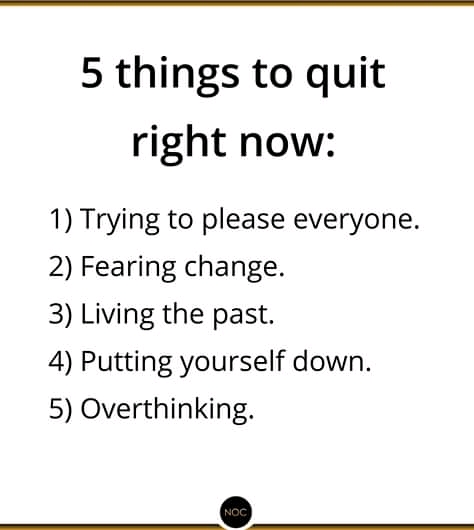 5 things to quit
right now:
1) Trying to please everyone.
2) Fearing change.
3) Living the past.
4) Putting yourself down.
5) Overthinking.
NOC